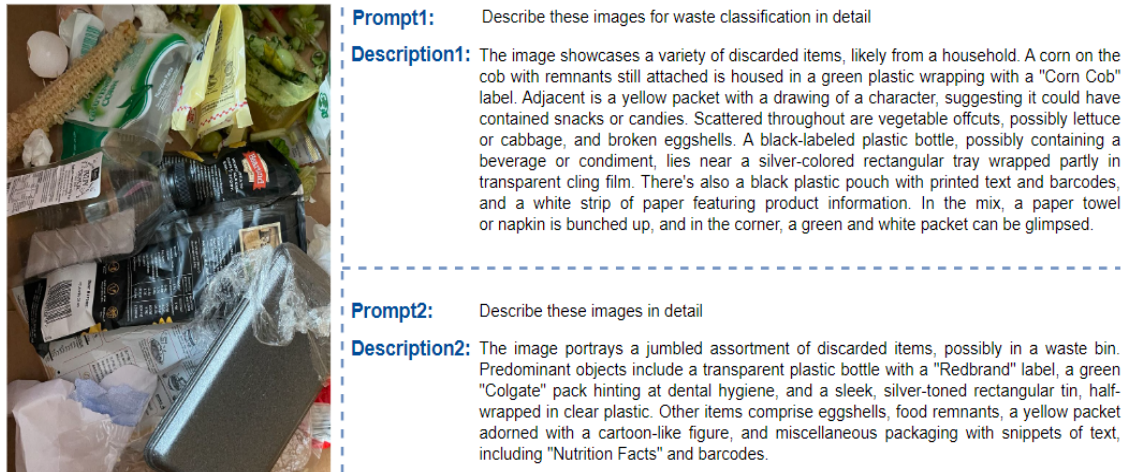 Prompt1: Describe these images for waste classification in detail
Description1: The image showcases a variety of discarded items, likely from a household. A corn on the
cob with remnants still attached is housed in a green plastic wrapping with a "Corn Cob"
label. Adjacent is a yellow packet with a drawing of a character, suggesting it could have
contained snacks or candies. Scattered throughout are vegetable offcuts, possibly lettuce
or cabbage, and broken eggshells. A black-labeled plastic bottle, possibly containing a
beverage or condiment, lies near a silver-colored rectangular tray wrapped partly in
transparent cling film. There's also a black plastic pouch with printed text and barcodes,
and a white strip of paper featuring product information. In the mix, a paper towel
or napkin is bunched up, and in the corner, a green and white packet can be glimpsed.
Prompt2: Describe these images in detail
Description2: The image portrays a jumbled assortment of discarded items, possibly in a waste bin.
Predominant objects include a transparent plastic bottle with a "Redbrand" label, a green
"Colgate" pack hinting at dental hygiene, and a sleek, silver-toned rectangular tin, half-
wrapped in clear plastic. Other items comprise eggshells, food remnants, a yellow packet
adorned with a cartoon-like figure, and miscellaneous packaging with snippets of text,
including "Nutrition Facts" and barcodes.